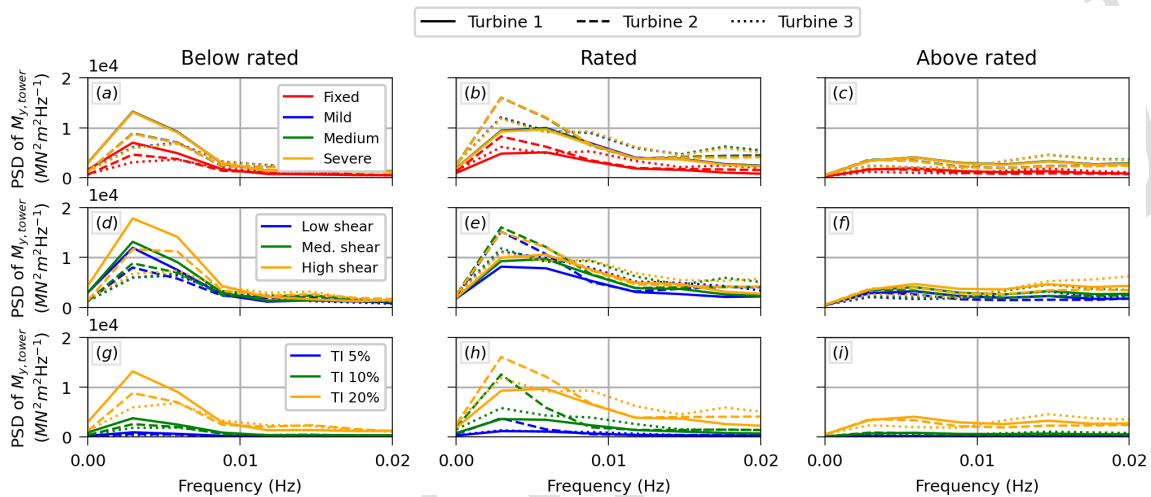 Turbine 1 Turbine 2 Turbine 3
Below rated Rated Above rated
1e4
PSD of M_{y,tower}
(MN²m²Hz⁻¹)
2
1
0
(a)
Fixed
Mild
Medium
Severe
(b)
(c)
1e4
PSD of M_{y,tower}
(MN²m²Hz⁻¹)
2
1
0
(d)
Low shear
Med. shear
High shear
(e)
(f)
1e4
PSD of M_{y,tower}
(MN²m²Hz⁻¹)
2
1
0
(g)
TI 5%
TI 10%
TI 20%
(h)
(i)
0.00 0.01 0.02 0.00 0.01 0.02 0.00 0.01 0.02
Frequency (Hz) Frequency (Hz) Frequency (Hz)